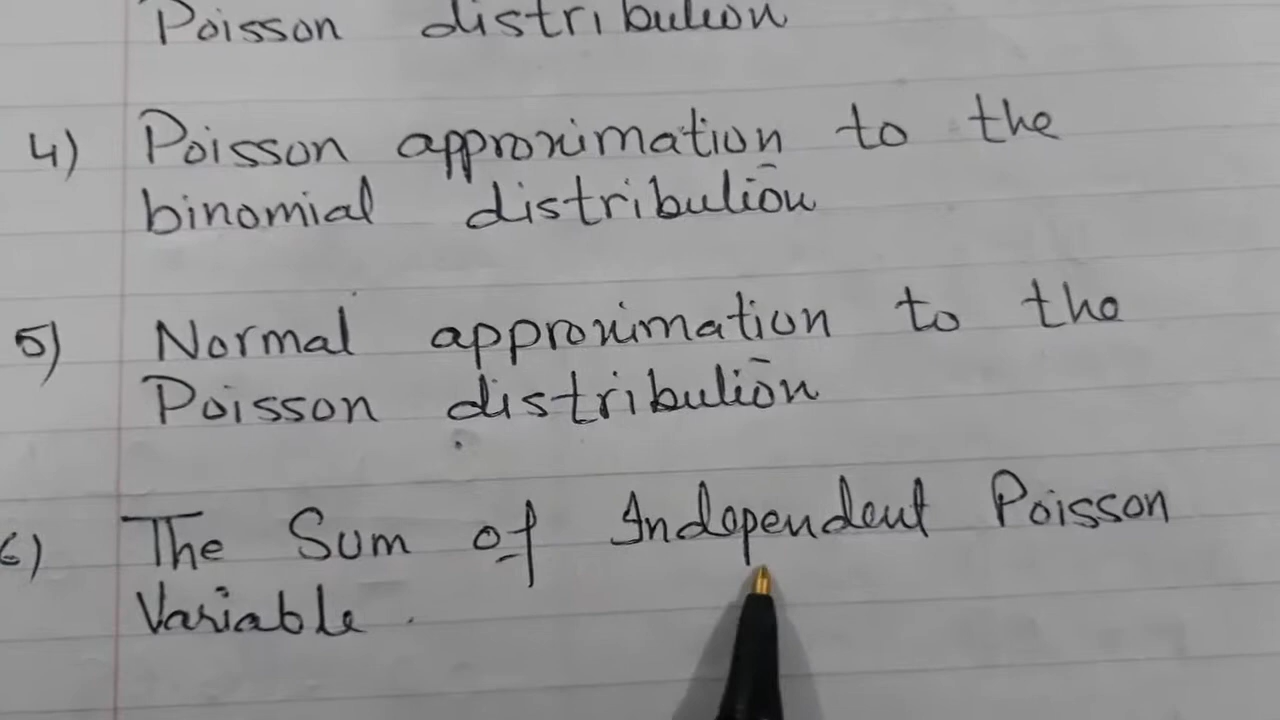 Poisson distribution
4) Poisson approximation to the
binomial distribution
5) Normal approximation to the
Poisson distribution
6) The Sum of Independent Poisson
Variable.